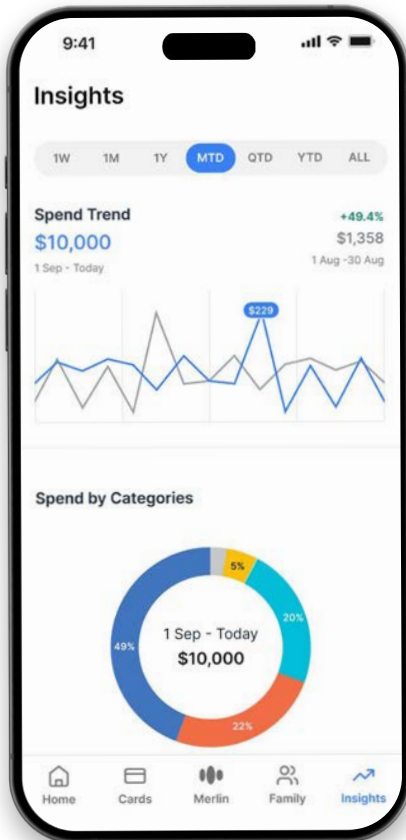 9:41
Insights
1W 1M 1Y MTD QTD YTD ALL
Spend Trend
+49.4%
$10,000
$1,358
1 Sep - Today
1 Aug -30 Aug
$229
Spend by Categories
5%
20%
1 Sep - Today
49%
$10,000
22%
Home Cards Merlin Family Insights